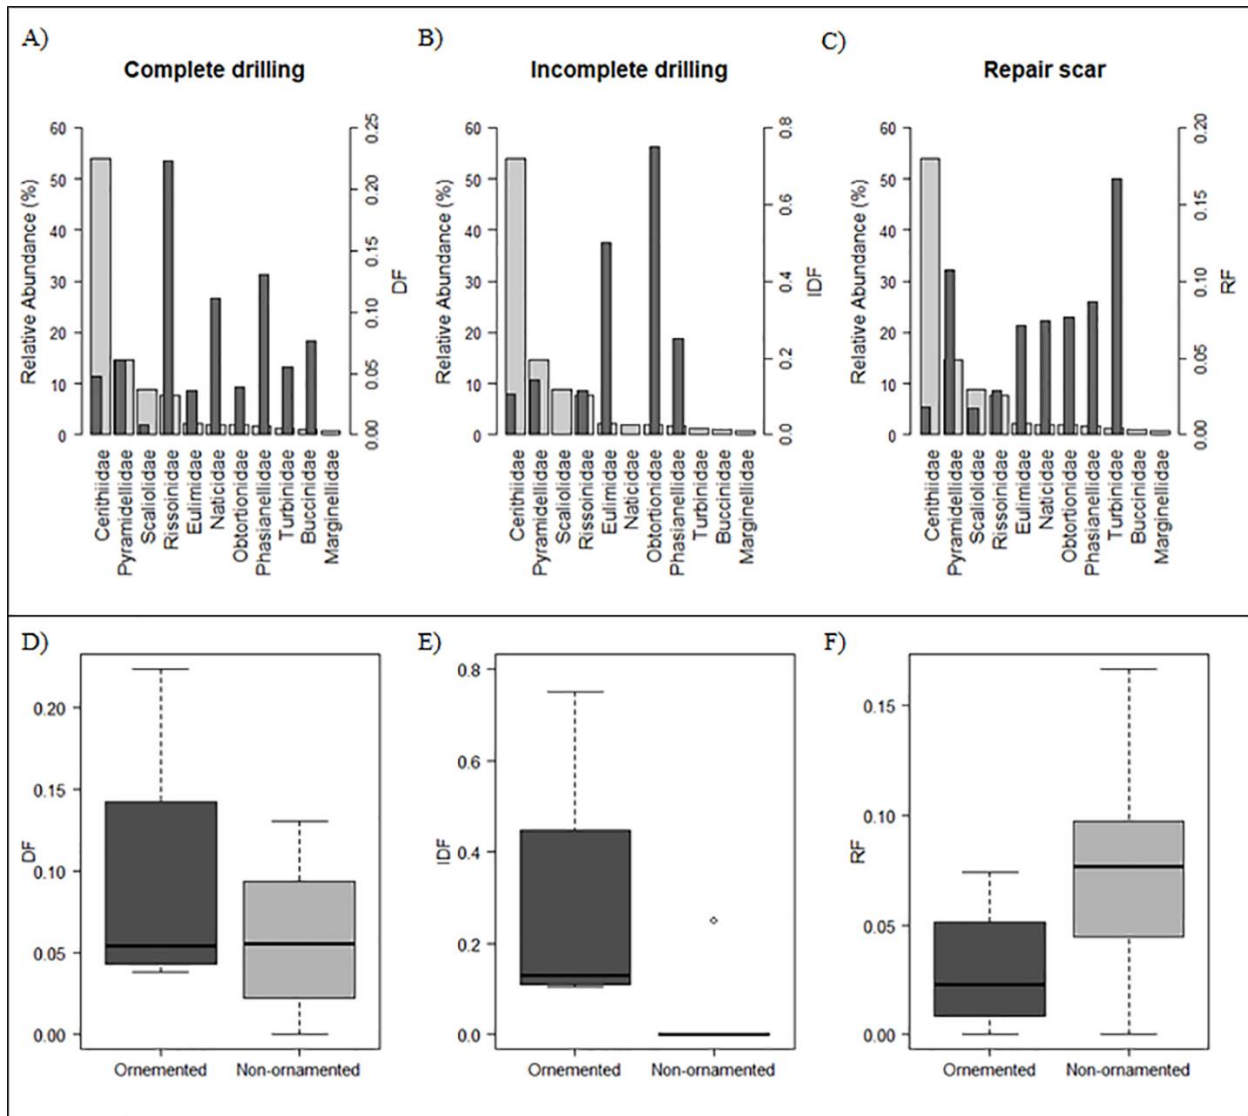 A)
Complete drilling
Relative Abundance (%)
60
50
40
30
20
10
0
0.25
0.20
0.15
0.10
0.05
0.00
DF
Cerithiidae
Pyramidellidae
Scaliolidae
Rissoinidae
Eulimidae
Naticidae
Obtortionidae
Phasianellidae
Turbinidae
Buccinidae
Marginellidae
B)
Incomplete drilling
Relative Abundance (%)
60
50
40
30
20
10
0
0.8
0.6
0.4
0.2
0.0
IDF
Cerithiidae
Pyramidellidae
Scaliolidae
Rissoinidae
Eulimidae
Naticidae
Obtortionidae
Phasianellidae
Turbinidae
Buccinidae
Marginellidae
C)
Repair scar
Relative Abundance (%)
60
50
40
30
20
10
0
0.20
0.15
0.10
0.05
0.00
RF
Cerithiidae
Pyramidellidae
Scaliolidae
Rissoinidae
Eulimidae
Naticidae
Obtortionidae
Phasianellidae
Turbinidae
Buccinidae
Marginellidae
D)
DF
0.20
0.15
0.10
0.05
0.00
Ornemented
Non-ornamented
E)
IDF
0.8
0.6
0.4
0.2
0.0
Ornemented
Non-ornamented
F)
RF
0.15
0.10
0.05
0.00
Ornemented
Non-ornamented